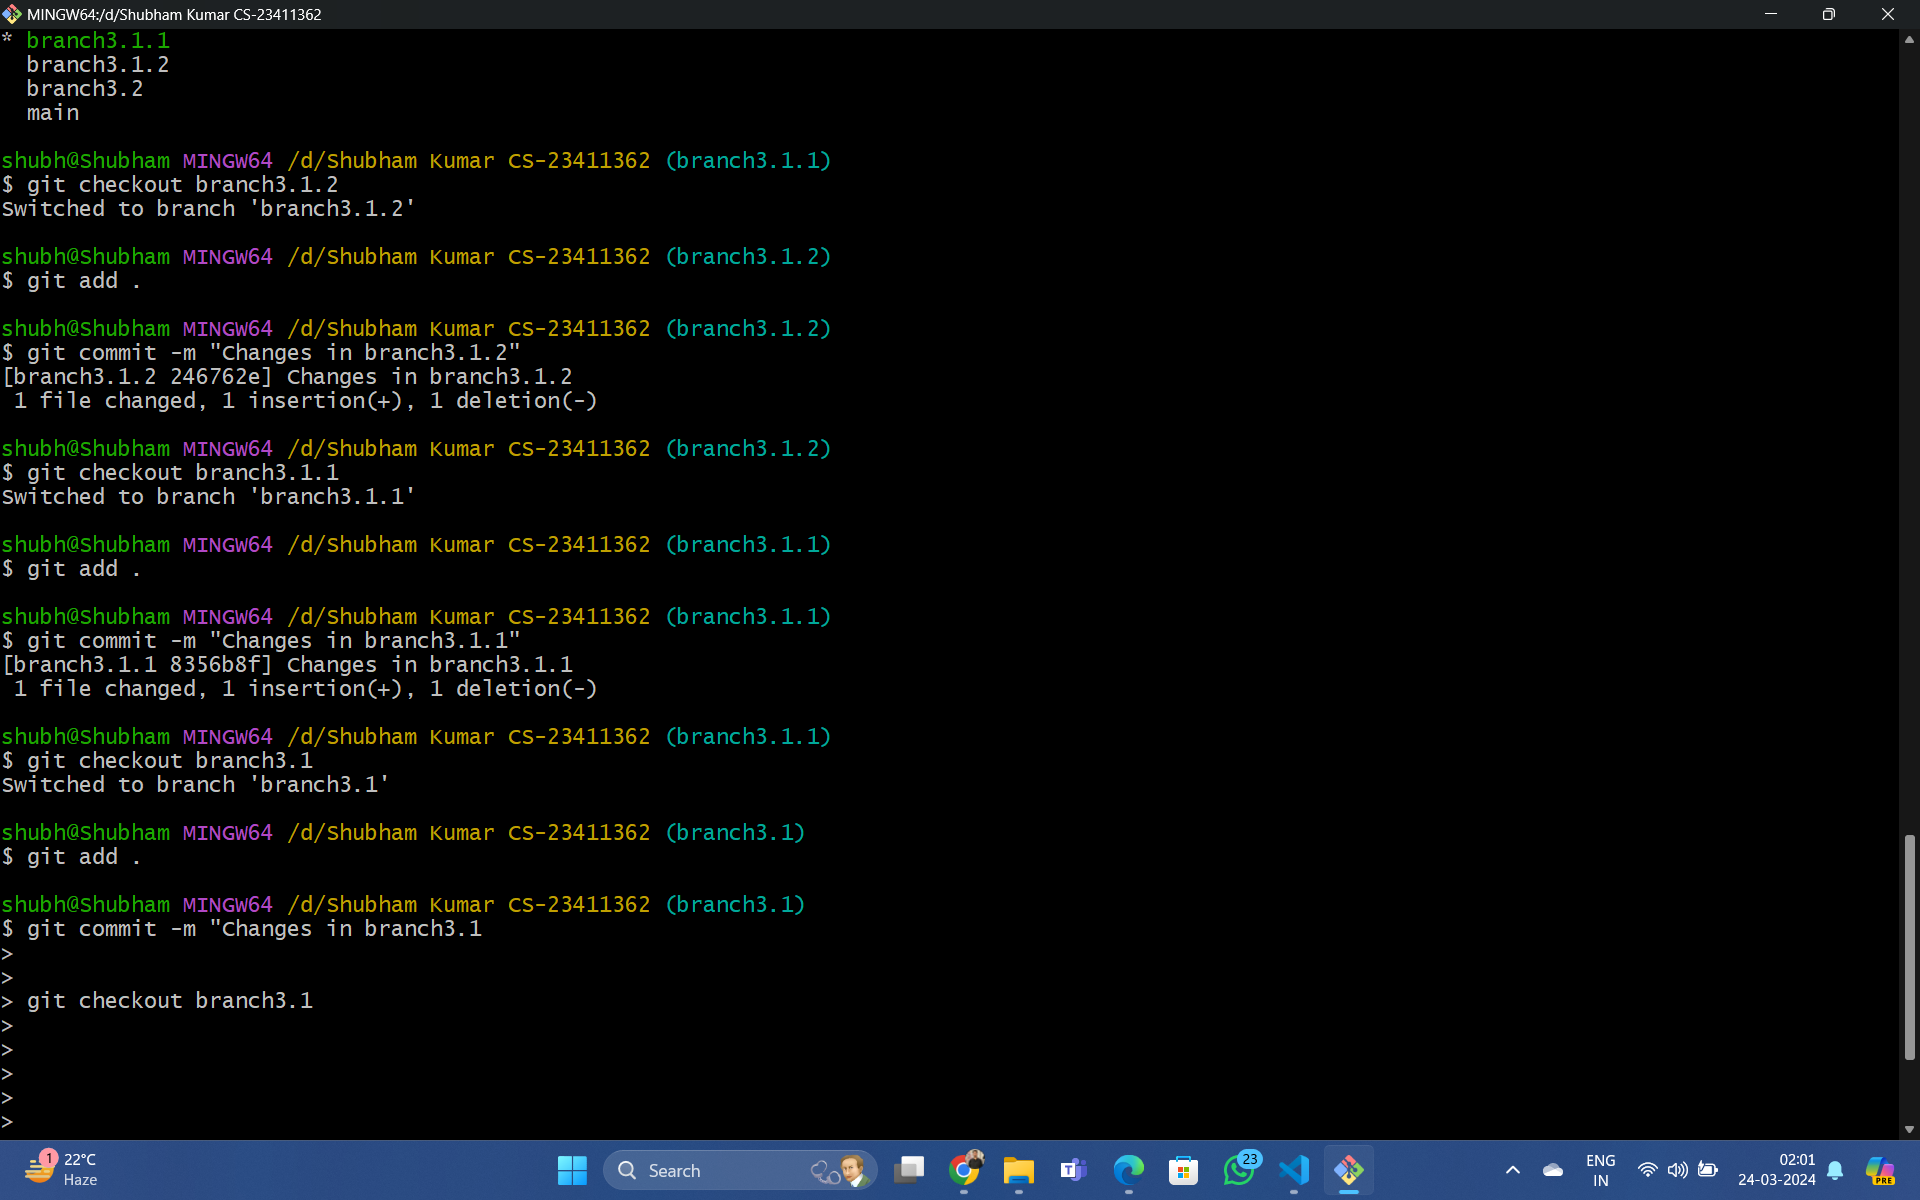 MINGW64:/d/Shubham Kumar CS-23411362
* branch3.1.1
  branch3.1.2
  branch3.2
  main
shubh@Shubham MINGW64 /d/Shubham Kumar CS-23411362 (branch3.1.1)
$ git checkout branch3.1.2
Switched to branch 'branch3.1.2'
shubh@Shubham MINGW64 /d/Shubham Kumar CS-23411362 (branch3.1.2)
$ git add .
shubh@Shubham MINGW64 /d/Shubham Kumar CS-23411362 (branch3.1.2)
$ git commit -m "Changes in branch3.1.2"
[branch3.1.2 246762e] Changes in branch3.1.2
 1 file changed, 1 insertion(+), 1 deletion(-)
shubh@Shubham MINGW64 /d/Shubham Kumar CS-23411362 (branch3.1.2)
$ git checkout branch3.1.1
Switched to branch 'branch3.1.1'
shubh@Shubham MINGW64 /d/Shubham Kumar CS-23411362 (branch3.1.1)
$ git add .
shubh@Shubham MINGW64 /d/Shubham Kumar CS-23411362 (branch3.1.1)
$ git commit -m "Changes in branch3.1.1"
[branch3.1.1 8356b8f] Changes in branch3.1.1
 1 file changed, 1 insertion(+), 1 deletion(-)
shubh@Shubham MINGW64 /d/Shubham Kumar CS-23411362 (branch3.1.1)
$ git checkout branch3.1
Switched to branch 'branch3.1'
shubh@Shubham MINGW64 /d/Shubham Kumar CS-23411362 (branch3.1)
$ git add .
shubh@Shubham MINGW64 /d/Shubham Kumar CS-23411362 (branch3.1)
$ git commit -m "Changes in branch3.1
>
>
> git checkout branch3.1
>
>
>
>
>
1
22°C
Haze
Search
T
23
ENG
IN
02:01
24-03-2024
PRE